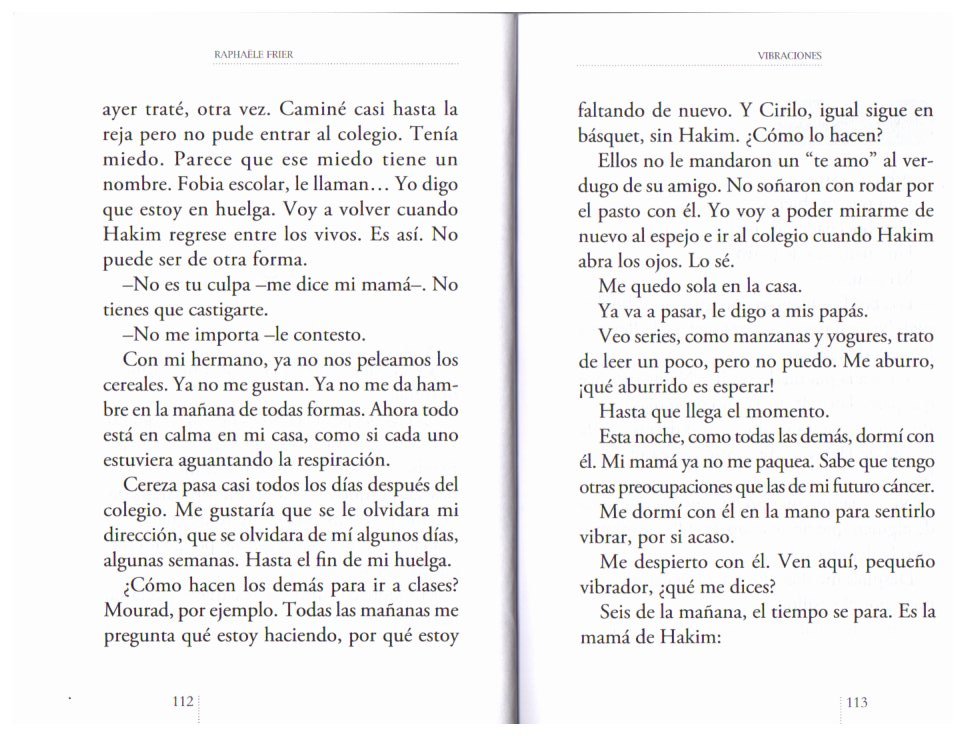 RAPHAËLE FRIER
ayer traté, otra vez. Caminé casi hasta la
reja pero no pude entrar al colegio. Tenía
miedo. Parece que ese miedo tiene un
nombre. Fobia escolar, le llaman… Yo digo
que estoy en huelga. Voy a volver cuando
Hakim regrese entre los vivos. Es así. No
puede ser de otra forma.
–No es tu culpa –me dice mi mamá–. No
tienes que castigarte.
–No me importa –le contesto.
Con mi hermano, ya no nos peleamos los
cereales. Ya no me gustan. Ya no me da ham-
bre en la mañana de todas formas. Ahora todo
está en calma en mi casa, como si cada uno
estuviera aguantando la respiración.
Cereza pasa casi todos los días después del
colegio. Me gustaría que se le olvidara mi
dirección, que se olvidara de mí algunos días,
algunas semanas. Hasta el fin de mi huelga.
¿Cómo hacen los demás para ir a clases?
Mourad, por ejemplo. Todas las mañanas me
pregunta qué estoy haciendo, por qué estoy
112
VIBRACIONES
faltando de nuevo. Y Cirilo, igual sigue en
básquet, sin Hakim. ¿Cómo lo hacen?
Ellos no le mandaron un “te amo” al ver-
dugo de su amigo. No soñaron con rodar por
el pasto con él. Yo voy a poder mirarme de
nuevo al espejo e ir al colegio cuando Hakim
abra los ojos. Lo sé.
Me quedo sola en la casa.
Ya va a pasar, le digo a mis papás.
Veo series, como manzanas y yogures, trato
de leer un poco, pero no puedo. Me aburro,
¡qué aburrido es esperar!
Hasta que llega el momento.
Esta noche, como todas las demás, dormí con
él. Mi mamá ya no me paquea. Sabe que tengo
otras preocupaciones que las de mi futuro cáncer.
Me dormí con él en la mano para sentirlo
vibrar, por si acaso.
Me despierto con él. Ven aquí, pequeño
vibrador, ¿qué me dices?
Seis de la mañana, el tiempo se para. Es la
mamá de Hakim:
113